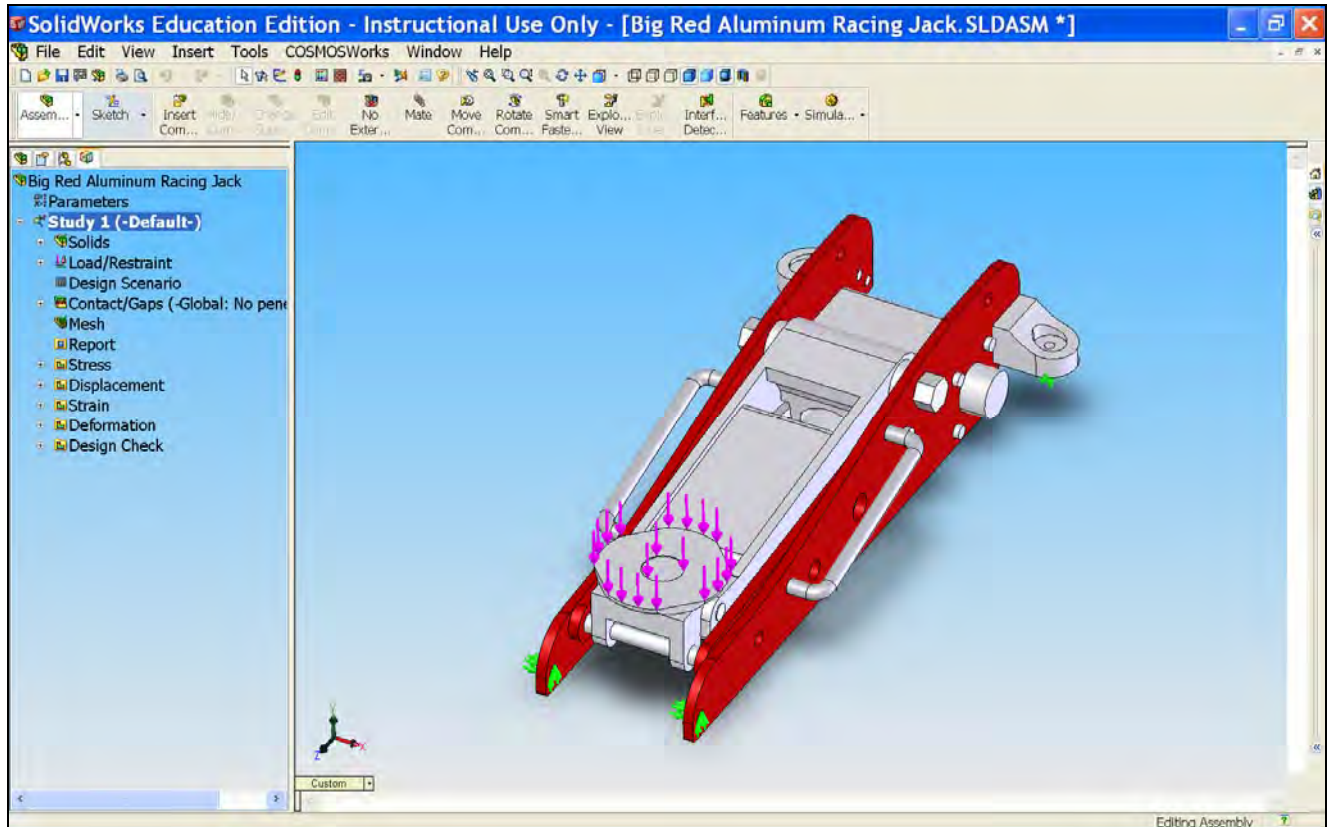 SolidWorks Education Edition - Instructional Use Only - [Big Red Aluminum Racing Jack.SLDASM *]
File Edit View Insert Tools COSMOSWorks Window Help
Assem... Sketch Insert Com... No Exter... Mate Move Com... Rotate Com... Smart Faste... Explo... View Interf... Detec... Features Simula...
Big Red Aluminum Racing Jack
Parameters
Study 1 (-Default-)
Solids
Load/Restraint
Design Scenario
Contact/Gaps (-Global: No pene
Mesh
Report
Stress
Displacement
Strain
Deformation
Design Check
Y
X
Z
Custom
Editing Assembly